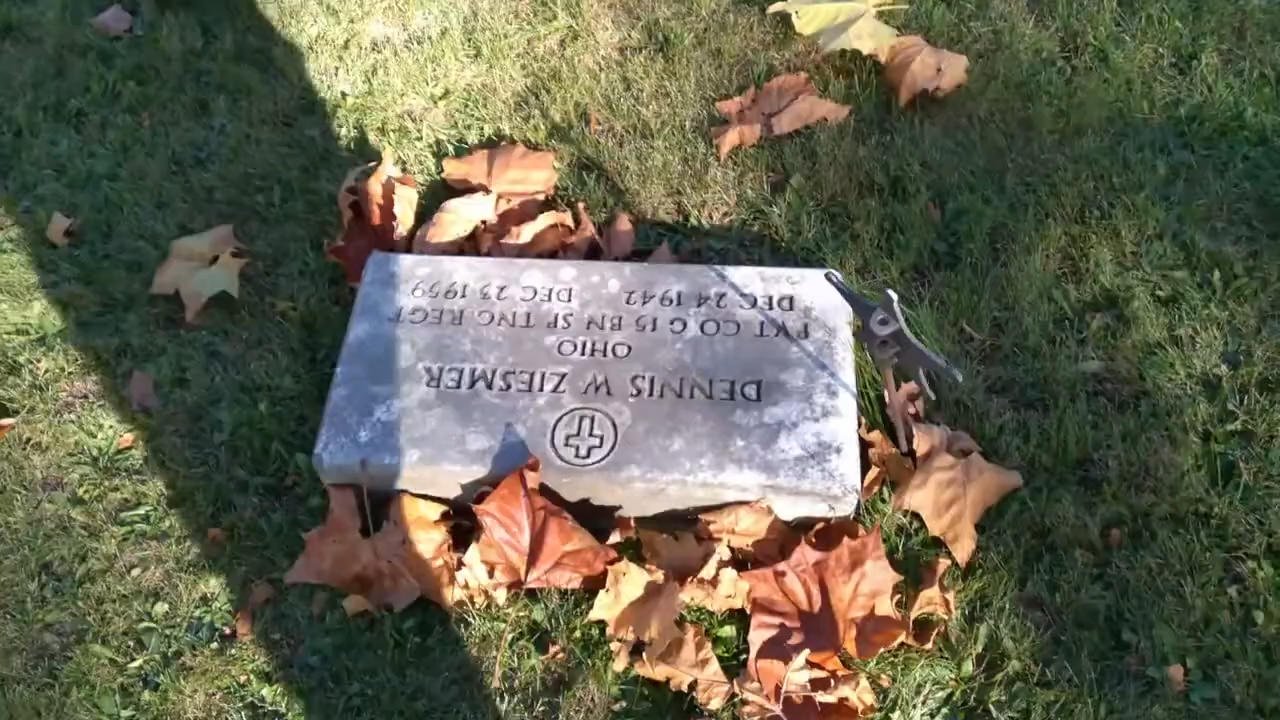 DENNIS W ZIESMER
OHIO
PVT CO G 15 BN SF TNG REGT
DEC 24 1942 DEC 23 1959